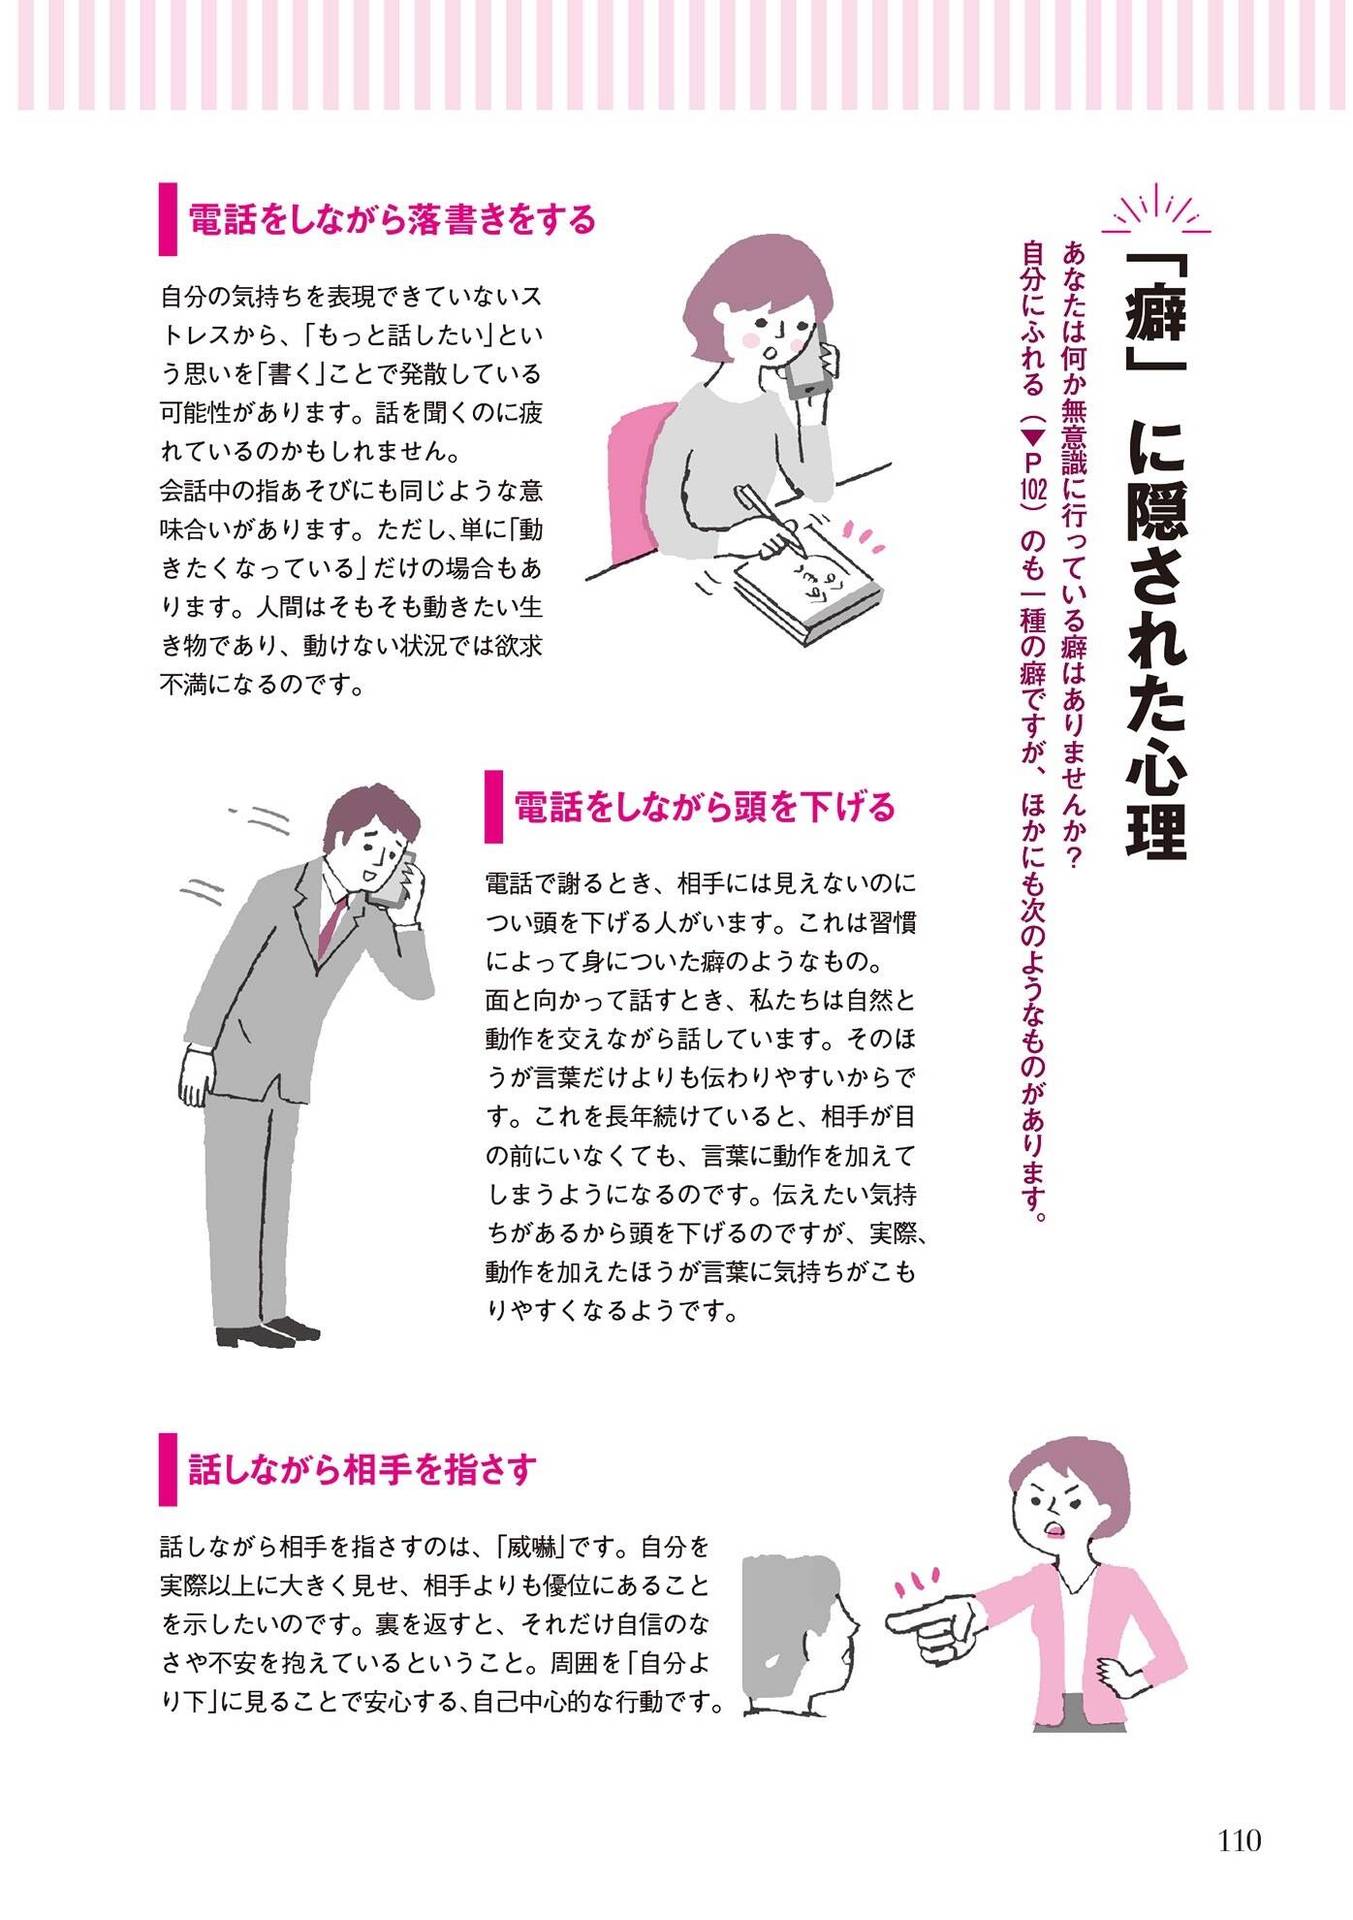 「癖」に隠された心理
あなたは何か無意識に行っている癖はありませんか？
自分にふれる（▼P102）のも一種の癖ですが、ほかにも次のようなものがあります。
電話をしながら落書きをする
自分の気持ちを表現できていないス
トレスから、「もっと話したい」とい
う思いを「書く」ことで発散している
可能性があります。話を聞くのに疲
れているのかもしれません。
会話中の指あそびにも同じような意
味合いがあります。ただし、単に「動
きたくなっている」だけの場合もあ
ります。人間はそもそも動きたい生
き物であり、動けない状況では欲求
不満になるのです。
電話をしながら頭を下げる
電話で謝るとき、相手には見えないのに
つい頭を下げる人がいます。これは習慣
によって身についた癖のようなもの。
面と向かって話すとき、私たちは自然と
動作を交えながら話しています。そのほ
うが言葉だけよりも伝わりやすいからで
す。これを長年続けていると、相手が目
の前にいなくても、言葉に動作を加えて
しまうようになるのです。伝えたい気持
ちがあるから頭を下げるのですが、実際、
動作を加えたほうが言葉に気持ちがこも
りやすくなるようです。
話しながら相手を指さす
話しながら相手を指さすのは、「威嚇」です。自分を
実際以上に大きく見せ、相手よりも優位にあること
を示したいのです。裏を返すと、それだけ自信のな
さや不安を抱えているということ。周囲を「自分よ
り下」に見ることで安心する、自己中心的な行動です。
110